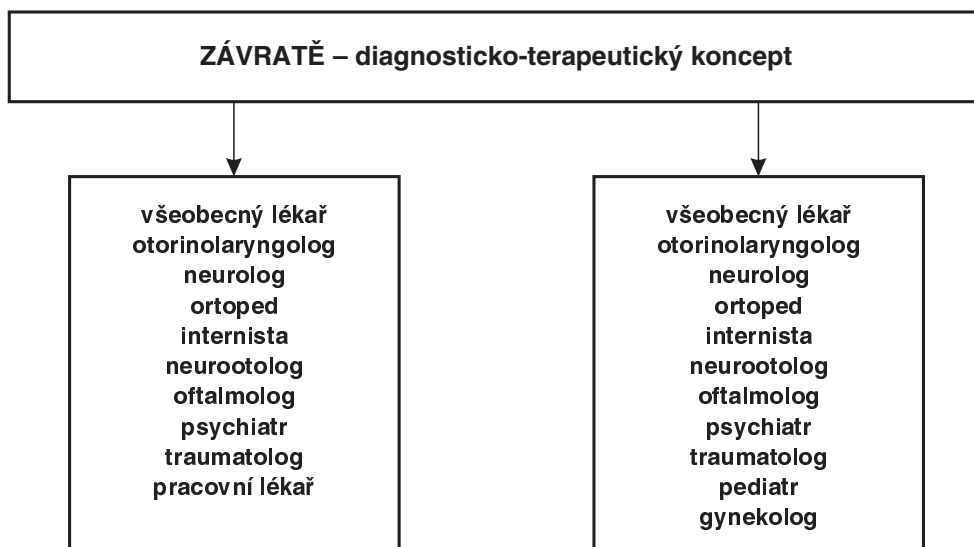 ZÁVRATĚ – diagnosticko-terapeutický koncept
všeobecný lékař
otorinolaryngolog
neurolog
ortoped
internista
neurootolog
oftalmolog
psychiatr
traumatolog
pracovní lékař
všeobecný lékař
otorinolaryngolog
neurolog
ortoped
internista
neurootolog
oftalmolog
psychiatr
traumatolog
pediatr
gynekolog